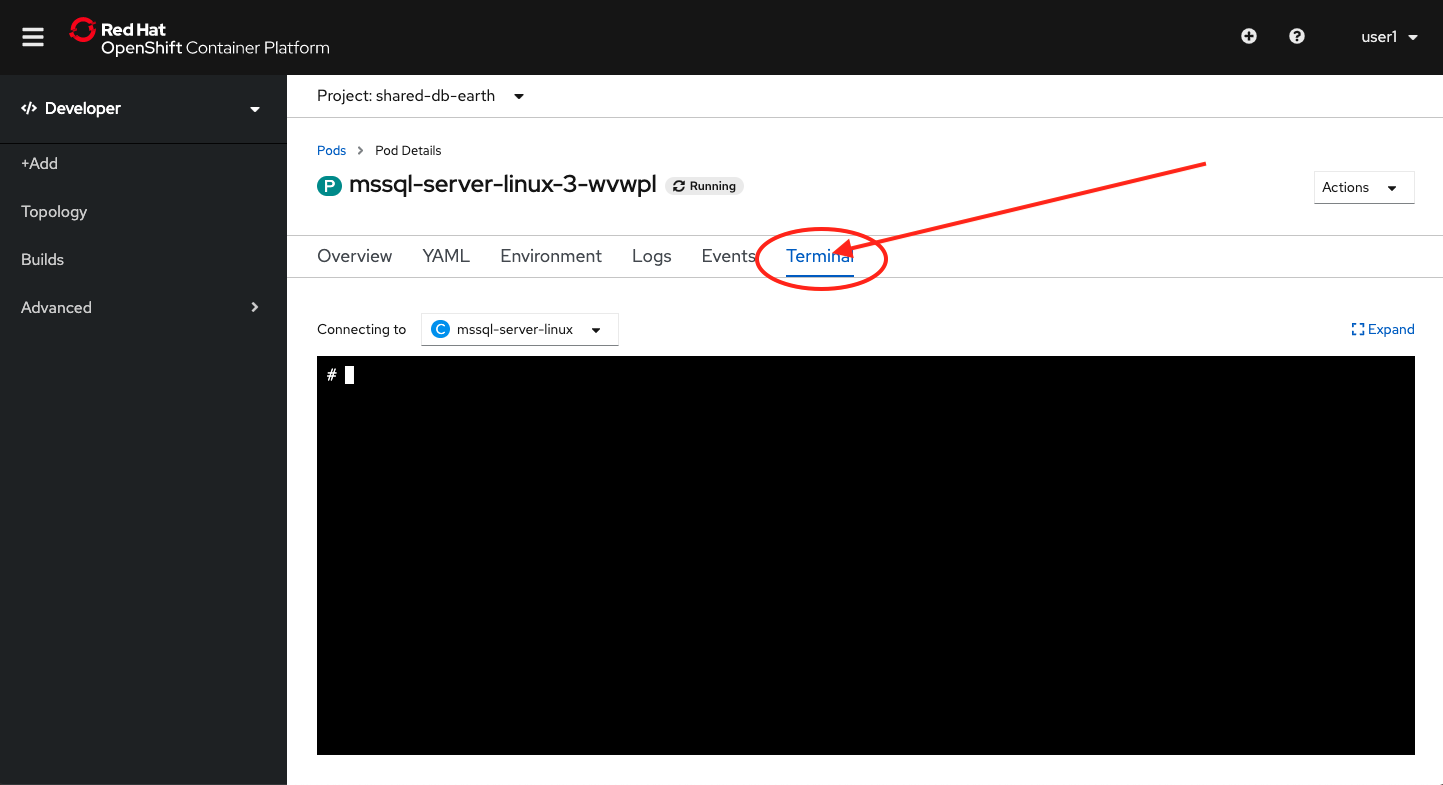 Red Hat
OpenShift Container Platform
user1
</> Developer
+Add
Topology
Builds
Advanced
Project: shared-db-earth
Pods > Pod Details
P mssql-server-linux-3-wvwpl Running
Actions
Overview YAML Environment Logs Events Terminal
Connecting to C mssql-server-linux Expand
#